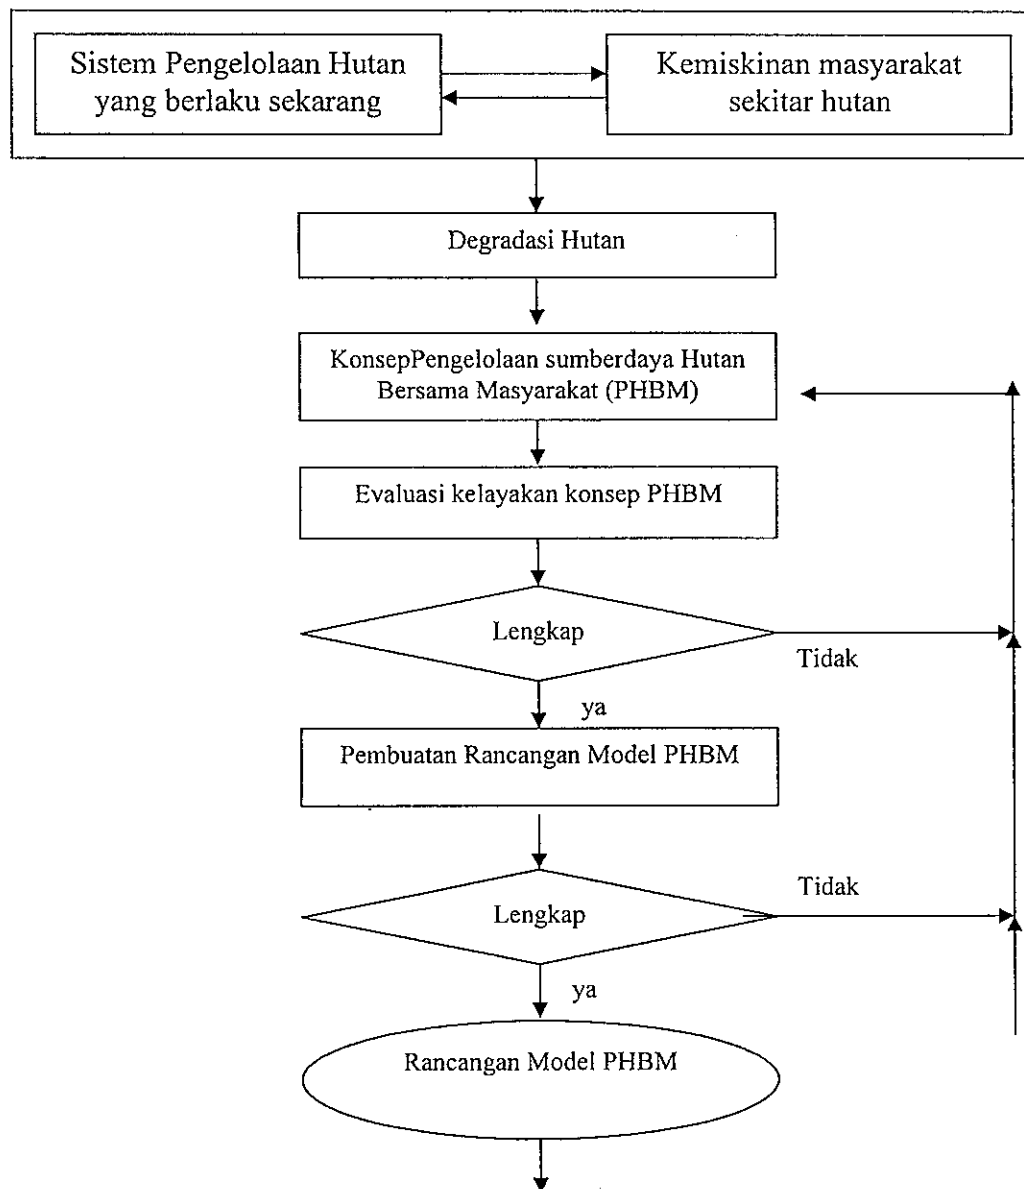 Sistem Pengelolaan Hutan
yang berlaku sekarang
Kemiskinan masyarakat
sekitar hutan
Degradasi Hutan
KonsepPengelolaan sumberdaya Hutan
Bersama Masyarakat (PHBM)
Evaluasi kelayakan konsep PHBM
Lengkap
Tidak
ya
Pembuatan Rancangan Model PHBM
Tidak
Lengkap
ya
Rancangan Model PHBM